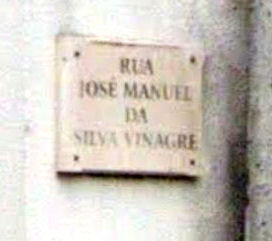 RUA
JOSÉ MANUEL
DA
SILVA VINAGRE